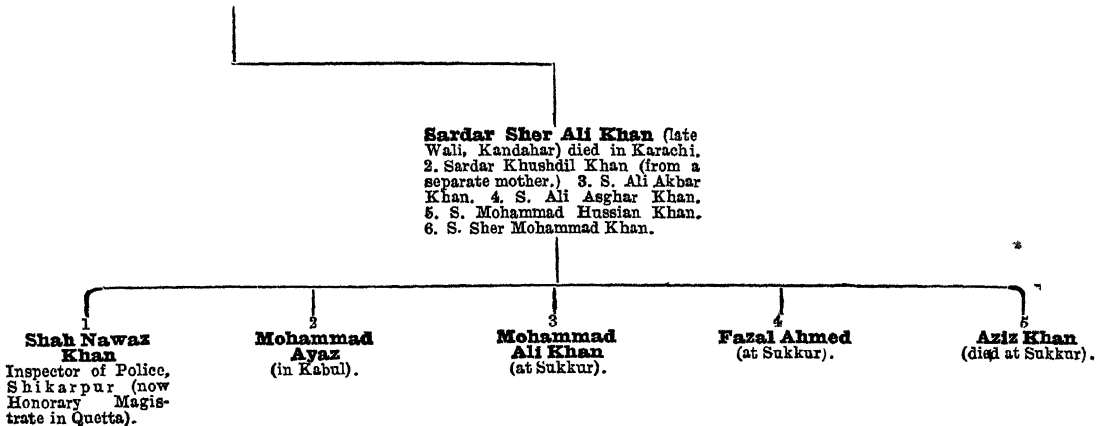 Sardar Sher Ali Khan (late
Wali, Kandahar) died in Karachi.
2. Sardar Khushdil Khan (from a
separate mother.) 3. S. Ali Akbar
Khan. 4. S. Ali Asghar Khan.
5. S. Mohammad Hussian Khan.
6. S. Sher Mohammad Khan.
1
Shah Nawaz
Khan
Inspector of Police,
Shikarpur (now
Honorary Magis-
trate in Quetta).
2
Mohammad
Ayaz
(in Kabul).
3
Mohammad
Ali Khan
(at Sukkur).
4
Fazal Ahmed
(at Sukkur).
5
Aziz Khan
(died at Sukkur).